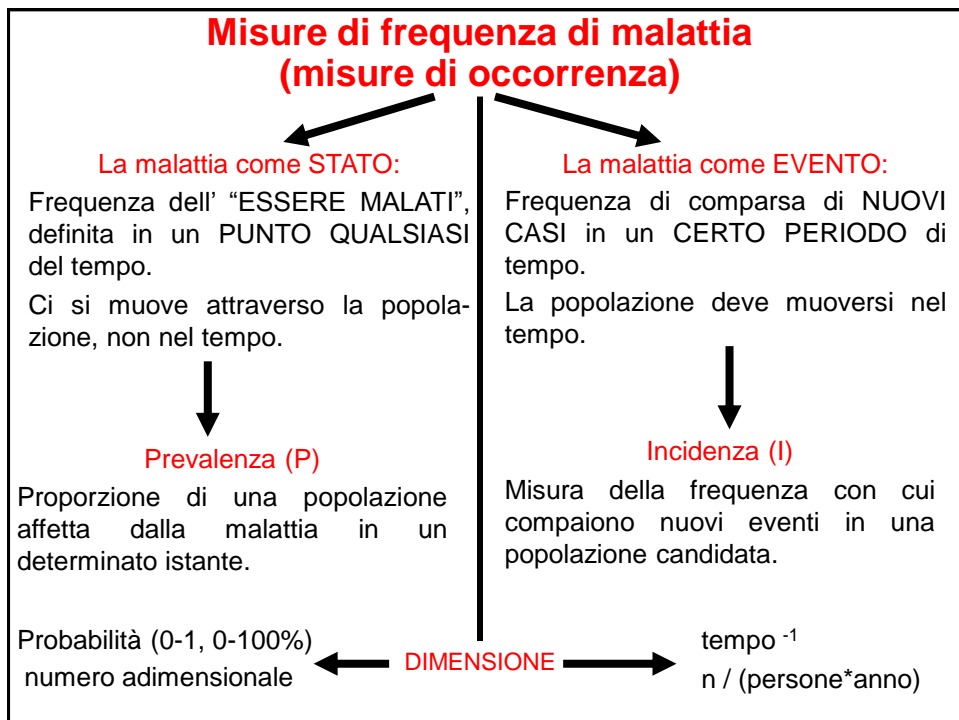 Misure di frequenza di malattia
(misure di occorrenza)
La malattia come STATO:
Frequenza dell’ “ESSERE MALATI”,
definita in un PUNTO QUALSIASI
del tempo.
Ci si muove attraverso la popola-
zione, non nel tempo.
Prevalenza (P)
Proporzione di una popolazione
affetta dalla malattia in un
determinato istante.
Probabilità (0-1, 0-100%)
numero adimensionale
La malattia come EVENTO:
Frequenza di comparsa di NUOVI
CASI in un CERTO PERIODO di
tempo.
La popolazione deve muoversi nel
tempo.
Incidenza (I)
Misura della frequenza con cui
compaiono nuovi eventi in una
popolazione candidata.
DIMENSIONE
tempo ⁻¹
n / (persone*anno)